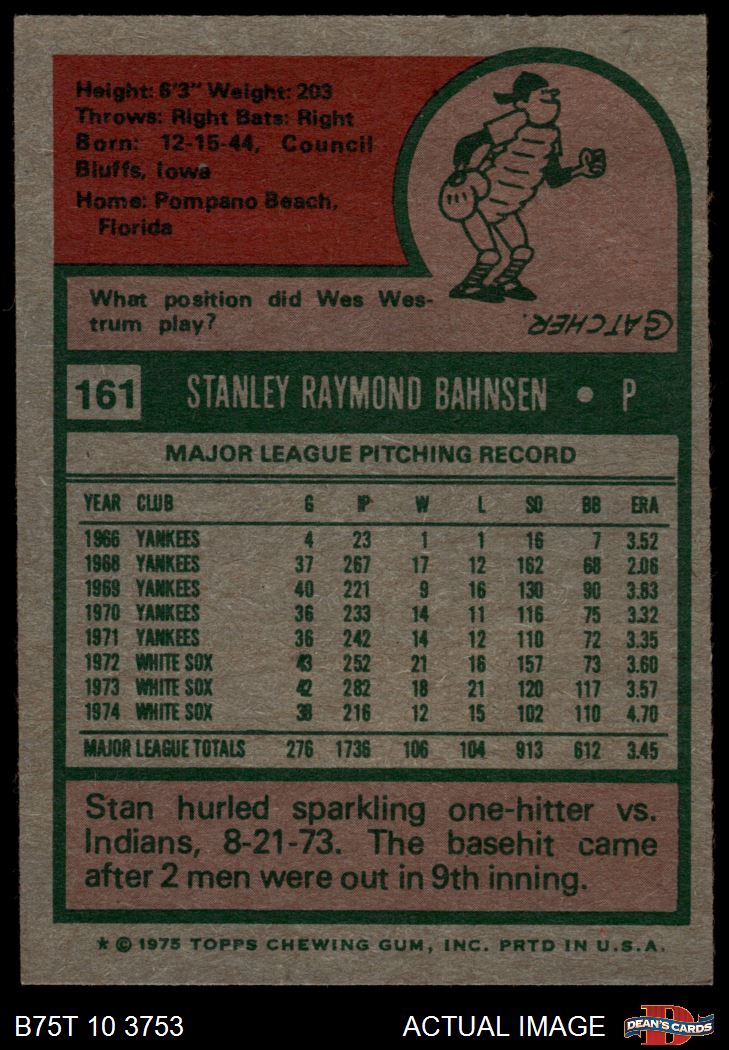 Height: 6'3" Weight: 203
Throws: Right Bats: Right
Born: 12-15-44, Council
Bluffs, Iowa
Home: Pompano Beach,
Florida
What position did Wes Wes-
trum play?
CATCHER.
161 STANLEY RAYMOND BAHNSEN • P
MAJOR LEAGUE PITCHING RECORD
YEAR CLUB G IP W L SO BB ERA
1966 YANKEES 4 23 1 1 16 7 3.52
1968 YANKEES 37 267 17 12 162 68 2.06
1969 YANKEES 40 221 9 16 130 90 3.83
1970 YANKEES 36 233 14 11 116 75 3.32
1971 YANKEES 36 242 14 12 110 72 3.35
1972 WHITE SOX 43 252 21 16 157 73 3.60
1973 WHITE SOX 42 282 18 21 120 117 3.57
1974 WHITE SOX 38 216 12 15 102 110 4.70
MAJOR LEAGUE TOTALS 276 1736 106 104 913 612 3.45
Stan hurled sparkling one-hitter vs.
Indians, 8-21-73. The basehit came
after 2 men were out in 9th inning.
* © 1975 TOPPS CHEWING GUM, INC. PRTD IN U.S.A.
B75T 10 3753 ACTUAL IMAGE D DEAN'S CARDS